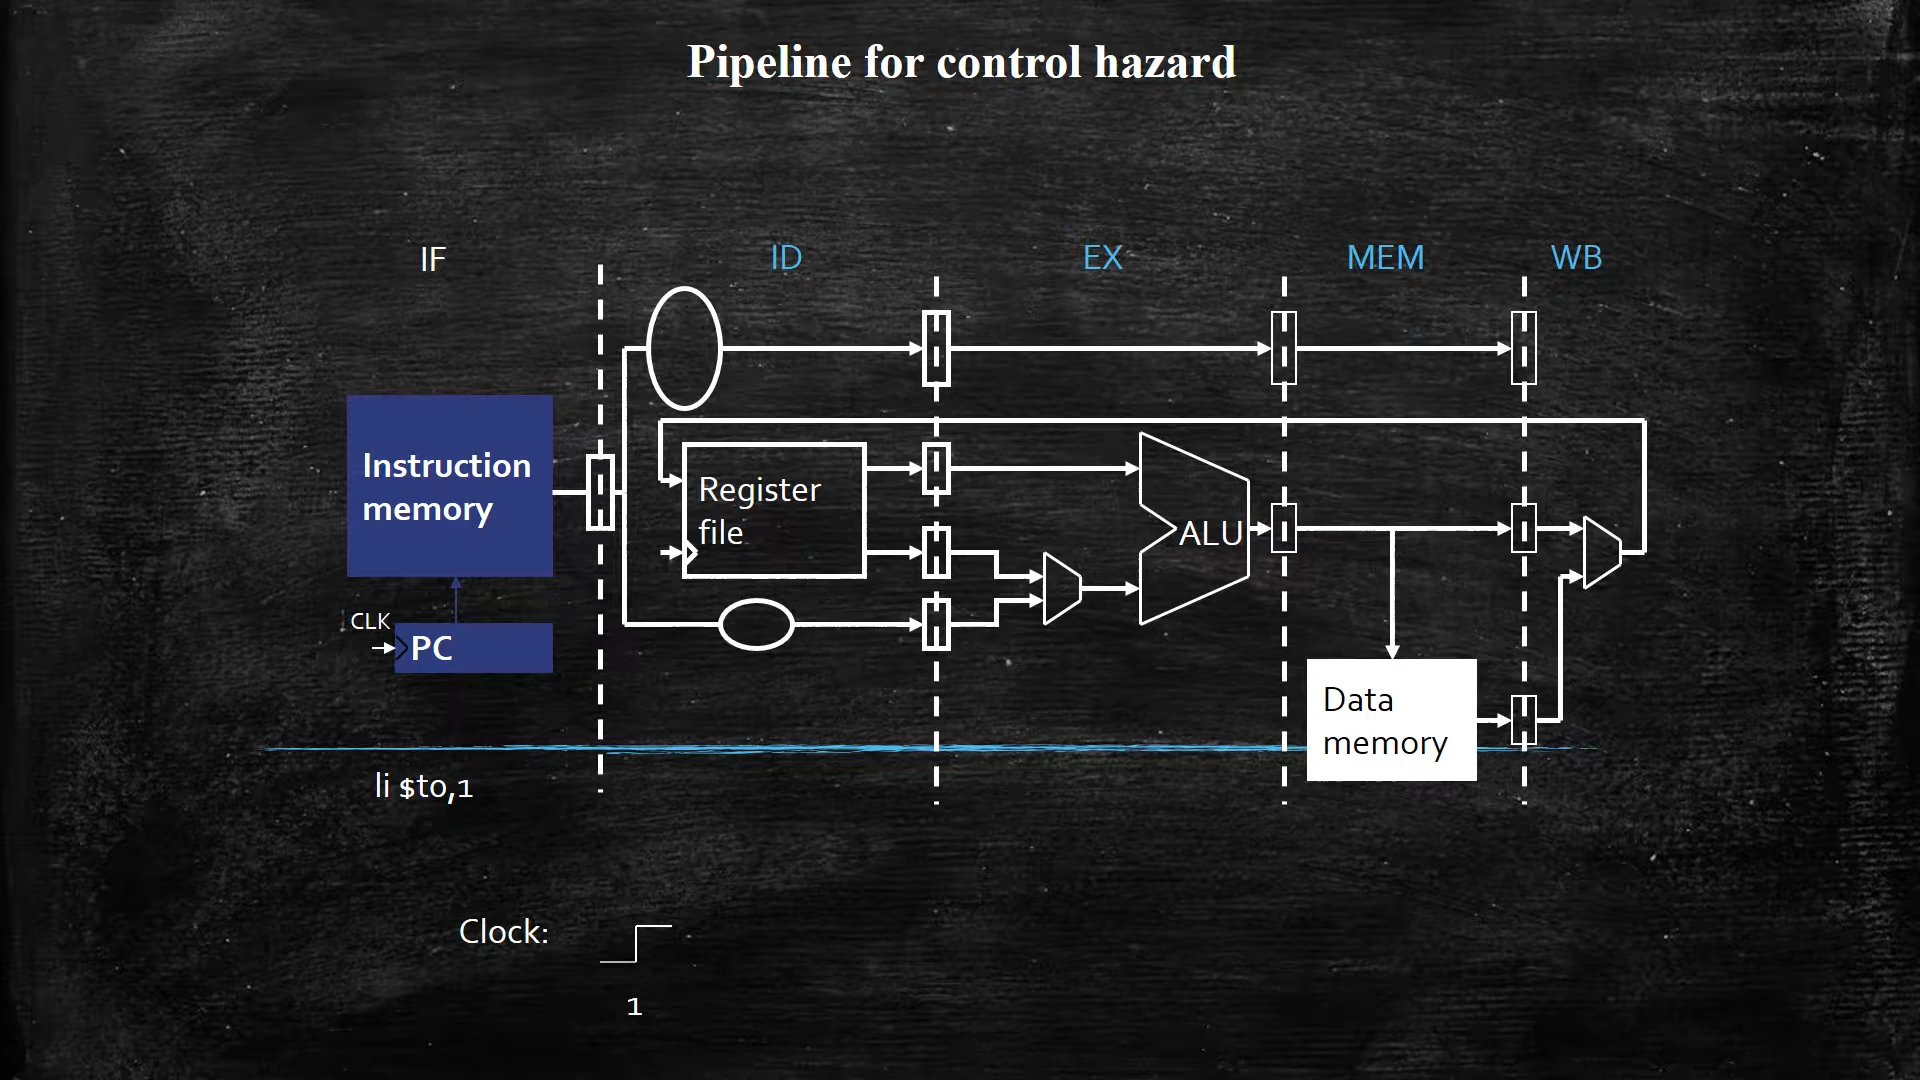 Pipeline for control hazard
IF
ID
EX
MEM
WB
Instruction
memory
Register
file
ALU
CLK
PC
Data
memory
li $to,1
Clock:
1